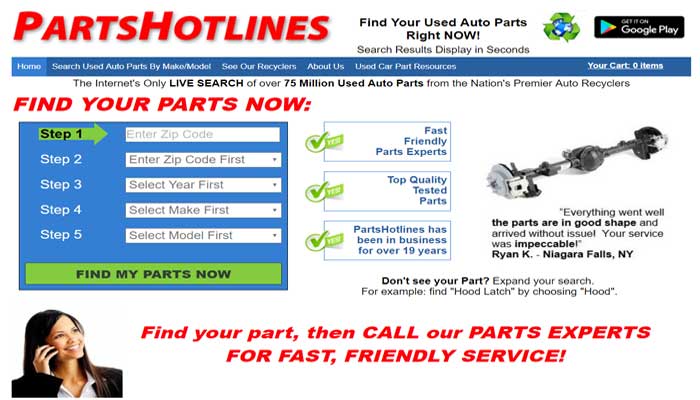 PARTSHOTLINES
Find Your Used Auto Parts
Right NOW!
Search Results Display in Seconds
GET IT ON
Google Play
Home Search Used Auto Parts By Make/Model See Our Recyclers About Us Used Car Part Resources Your Cart: 0 items
The Internet's Only LIVE SEARCH of over 75 Million Used Auto Parts from the Nation's Premier Auto Recyclers
FIND YOUR PARTS NOW:
Step 1 Enter Zip Code
Step 2 Enter Zip Code First
Step 3 Select Year First
Step 4 Select Make First
Step 5 Select Model First
FIND MY PARTS NOW
YES!
Fast
Friendly
Parts Experts
YES!
Top Quality
Tested
Parts
YES!
PartsHotlines has
been in business
for over 19 years
"Everything went well
the parts are in good shape and
arrived without issue! Your service
was impeccable!"
Ryan K. - Niagara Falls, NY
Don't see your Part? Expand your search.
For example: find "Hood Latch" by choosing "Hood".
Find your part, then CALL our PARTS EXPERTS
FOR FAST, FRIENDLY SERVICE!